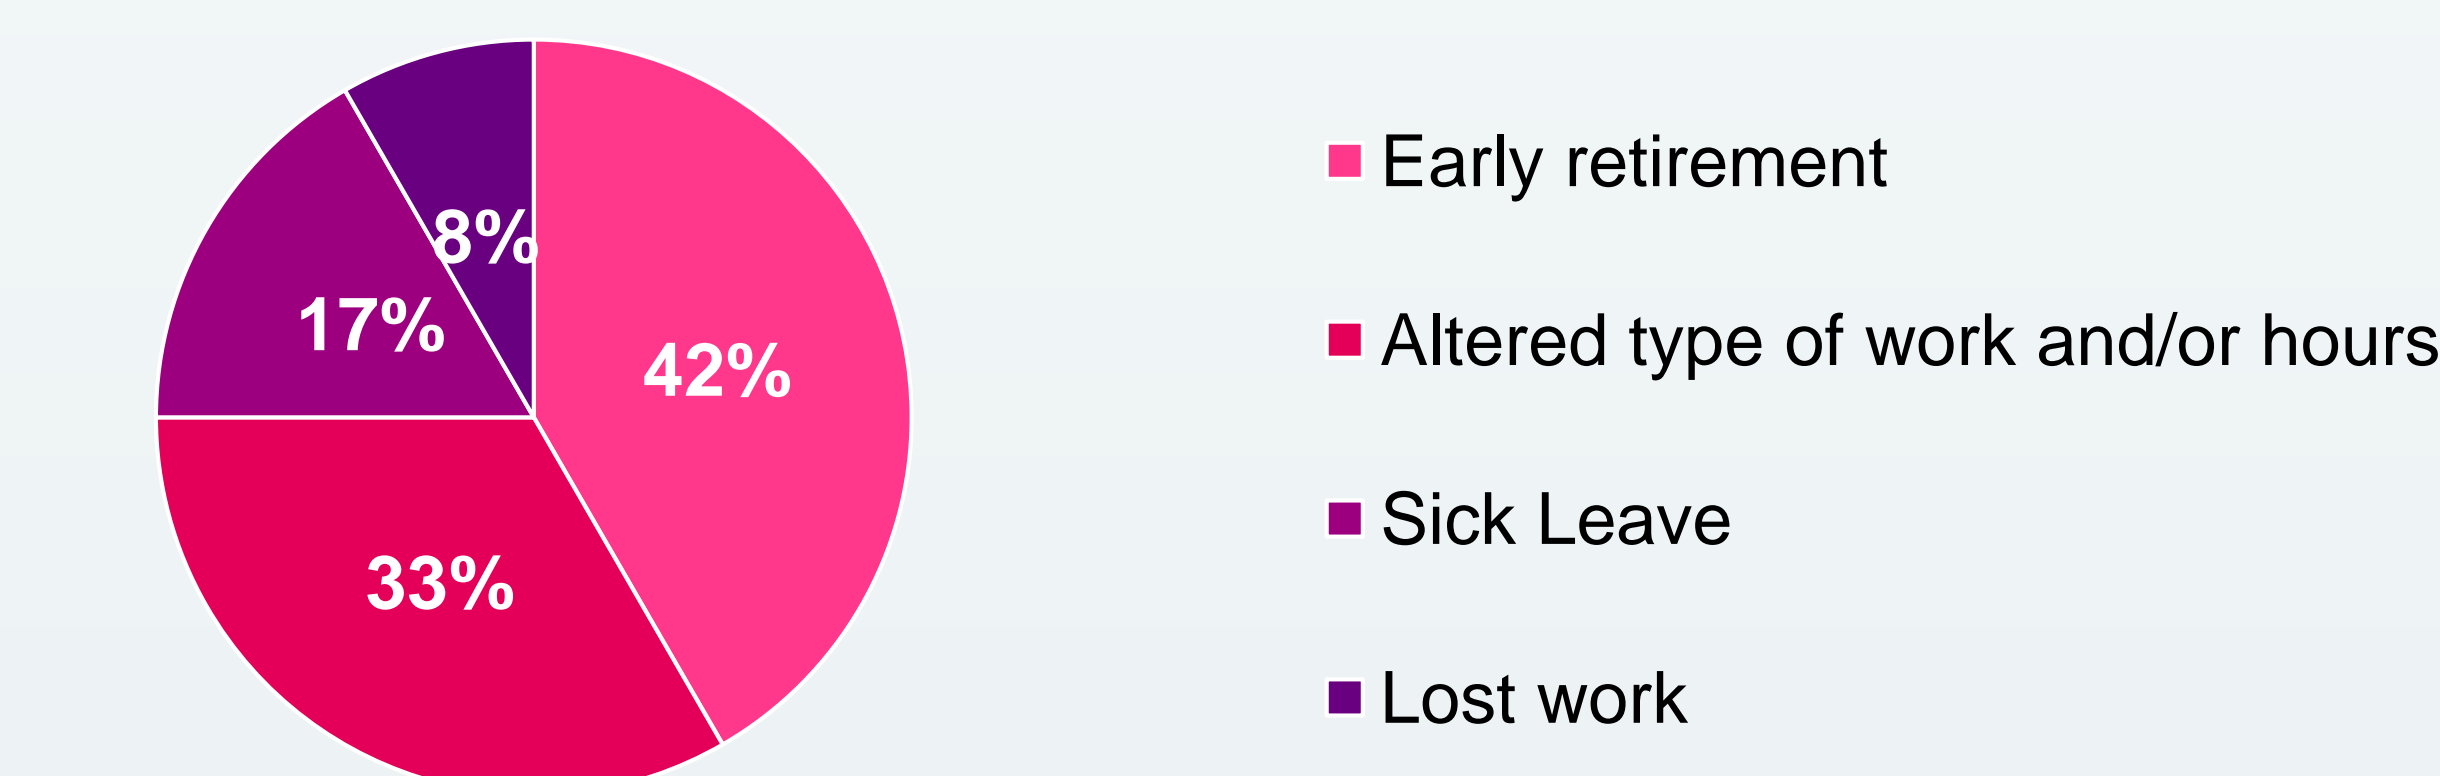 8%
17%
42%
33%
Early retirement
Altered type of work and/or hours
Sick Leave
Lost work